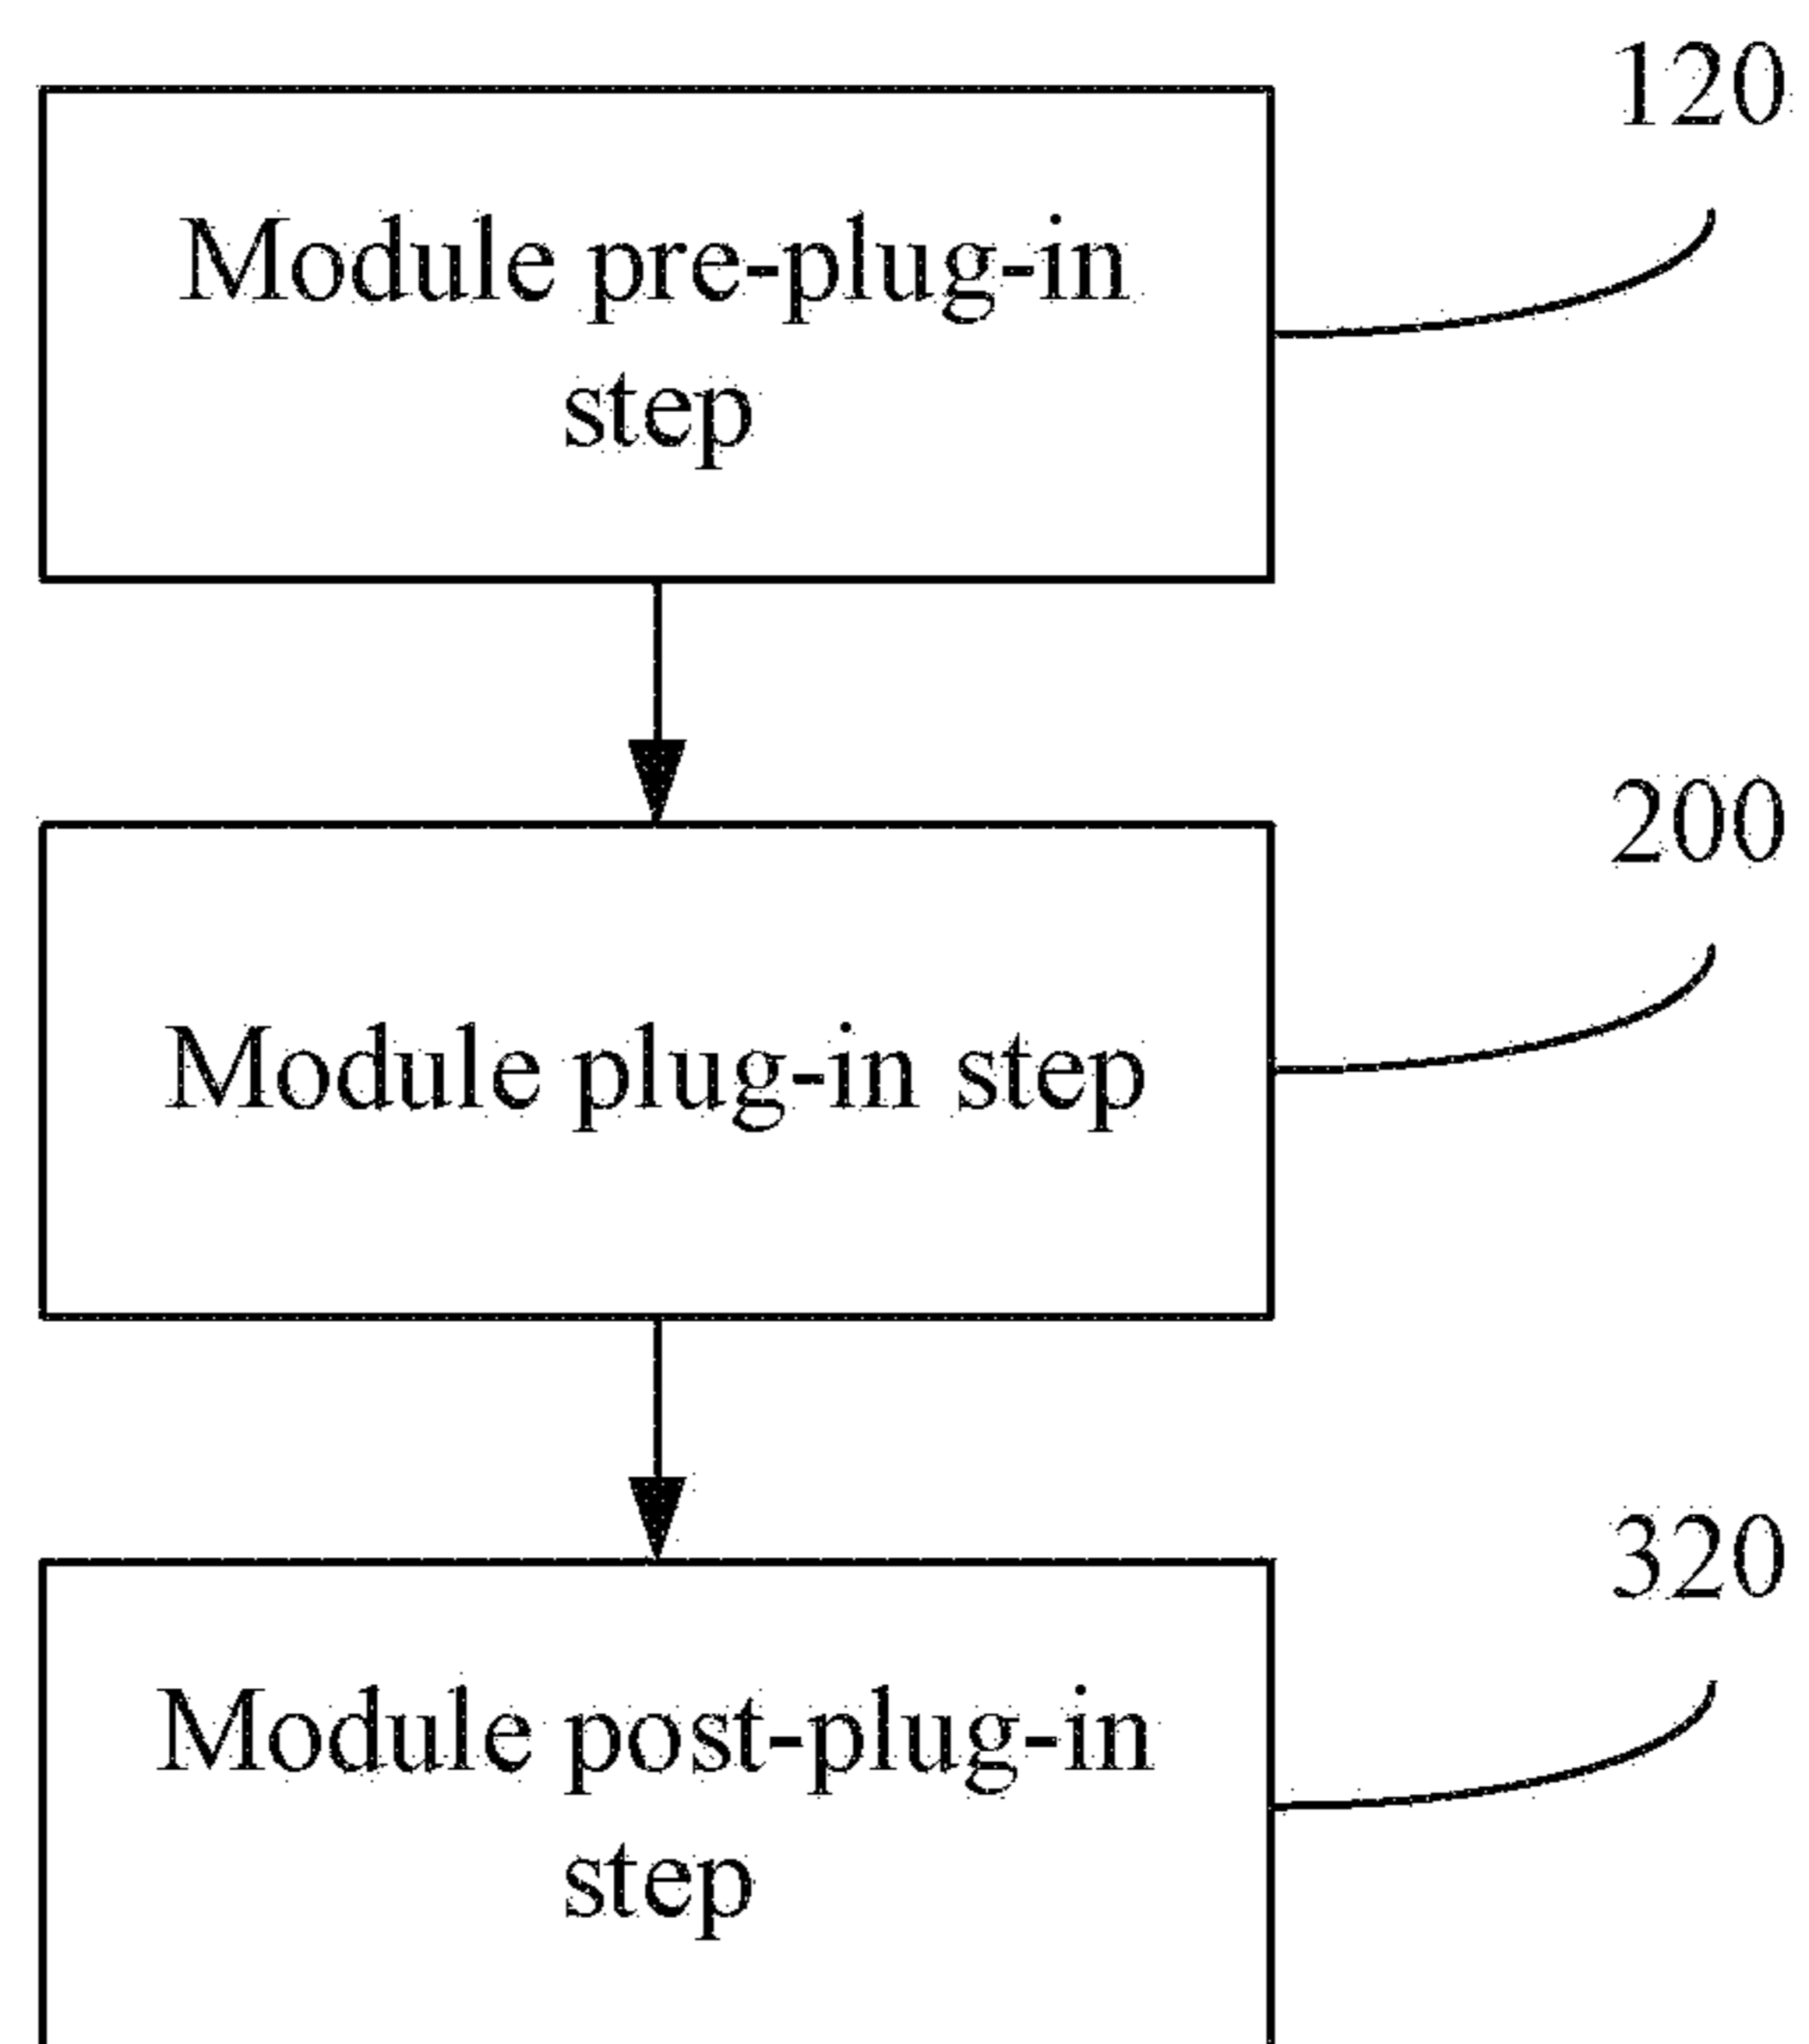 120
Module pre-plug-in
step
200
Module plug-in step
320
Module post-plug-in
step